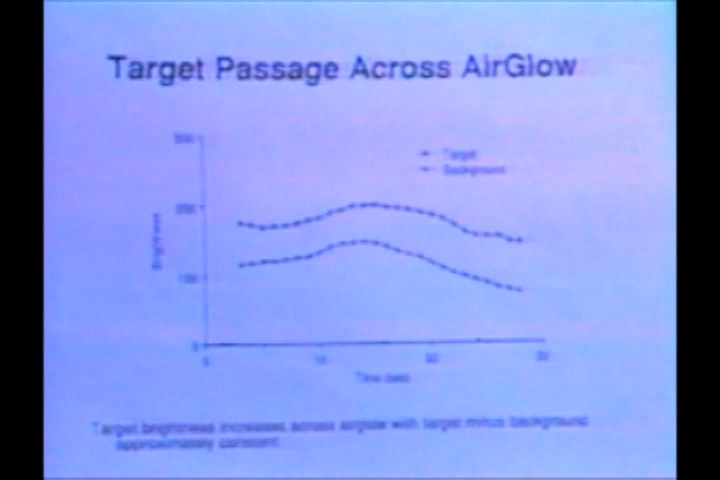 Target Passage Across AirGlow
300
Target
Background
200
Brightness
100
0
0
10
20
30
Time (sec)
Target brightness increases across airglow with target minus background
approximately constant.